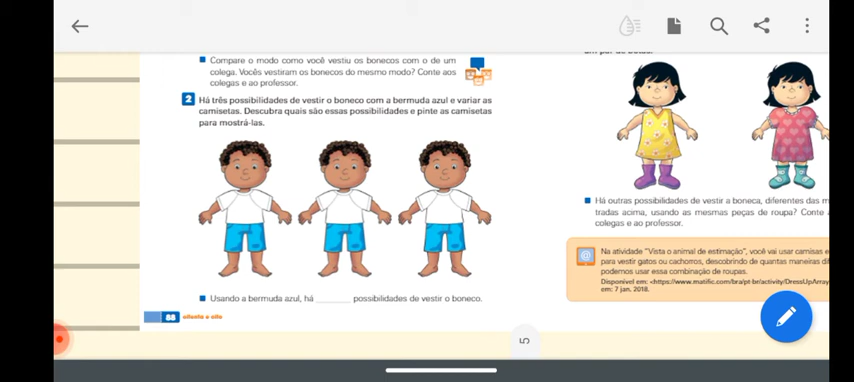 Compare o modo como você vestiu os bonecos com o de um
colega. Vocês vestiram os bonecos do mesmo modo? Conte aos
colegas e ao professor.
2 Há três possibilidades de vestir o boneco com a bermuda azul e variar as
camisetas. Descubra quais são essas possibilidades e pinte as camisetas
para mostrá-las.
Usando a bermuda azul, há ______ possibilidades de vestir o boneco.
88 oitenta e oito
Há outras possibilidades de vestir a boneca, diferentes das m
tradas acima, usando as mesmas peças de roupa? Conte
colegas e ao professor.
@ Na atividade "Vista o animal de estimação", você vai usar camisas e
para vestir gatos ou cachorros, descobrindo de quantas maneiras di
podemos usar essa combinação de roupas.
Disponível em: <https://www.matific.com/bra/pt-br/activity/DressUpArray
em: 7 jan. 2018.
5